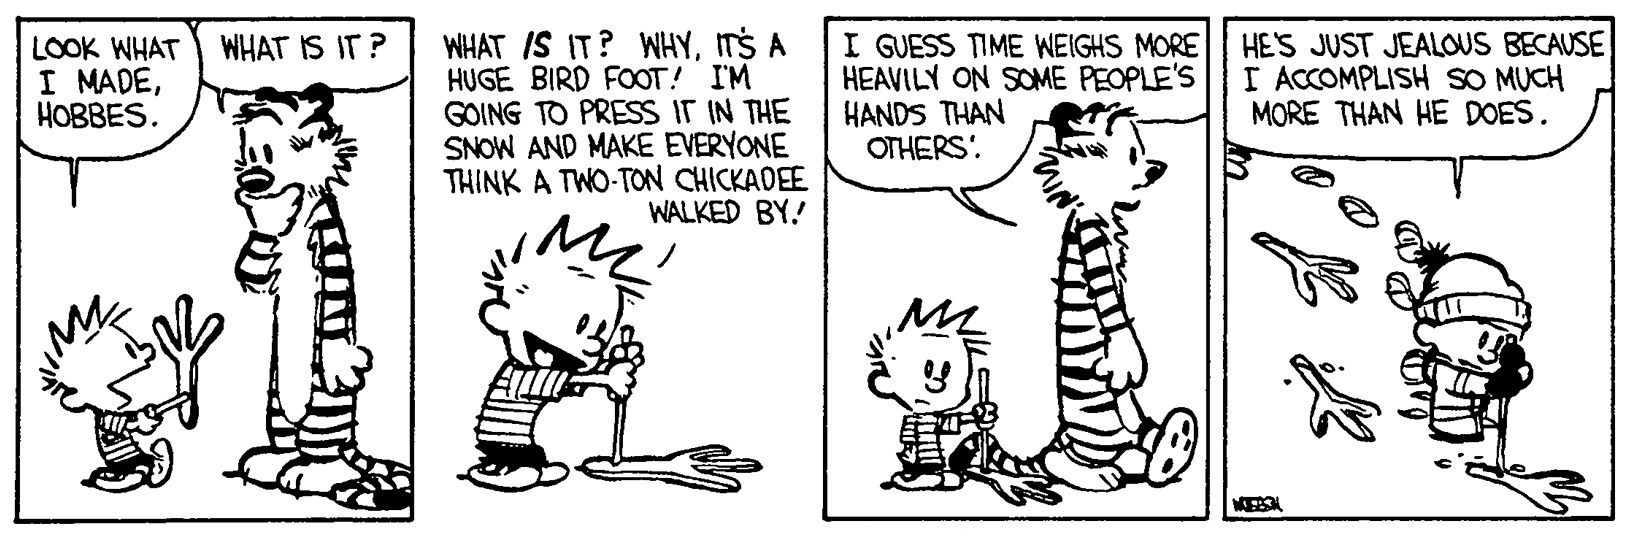 LOOK WHAT
I MADE,
HOBBES.
WHAT IS IT?
WHAT IS IT? WHY, IT'S A
HUGE BIRD FOOT! I'M
GOING TO PRESS IT IN THE
SNOW AND MAKE EVERYONE
THINK A TWO-TON CHICKADEE
WALKED BY!
I GUESS TIME WEIGHS MORE
HEAVILY ON SOME PEOPLE'S
HANDS THAN
OTHERS'.
HE'S JUST JEALOUS BECAUSE
I ACCOMPLISH SO MUCH
MORE THAN HE DOES.
WATTERSON